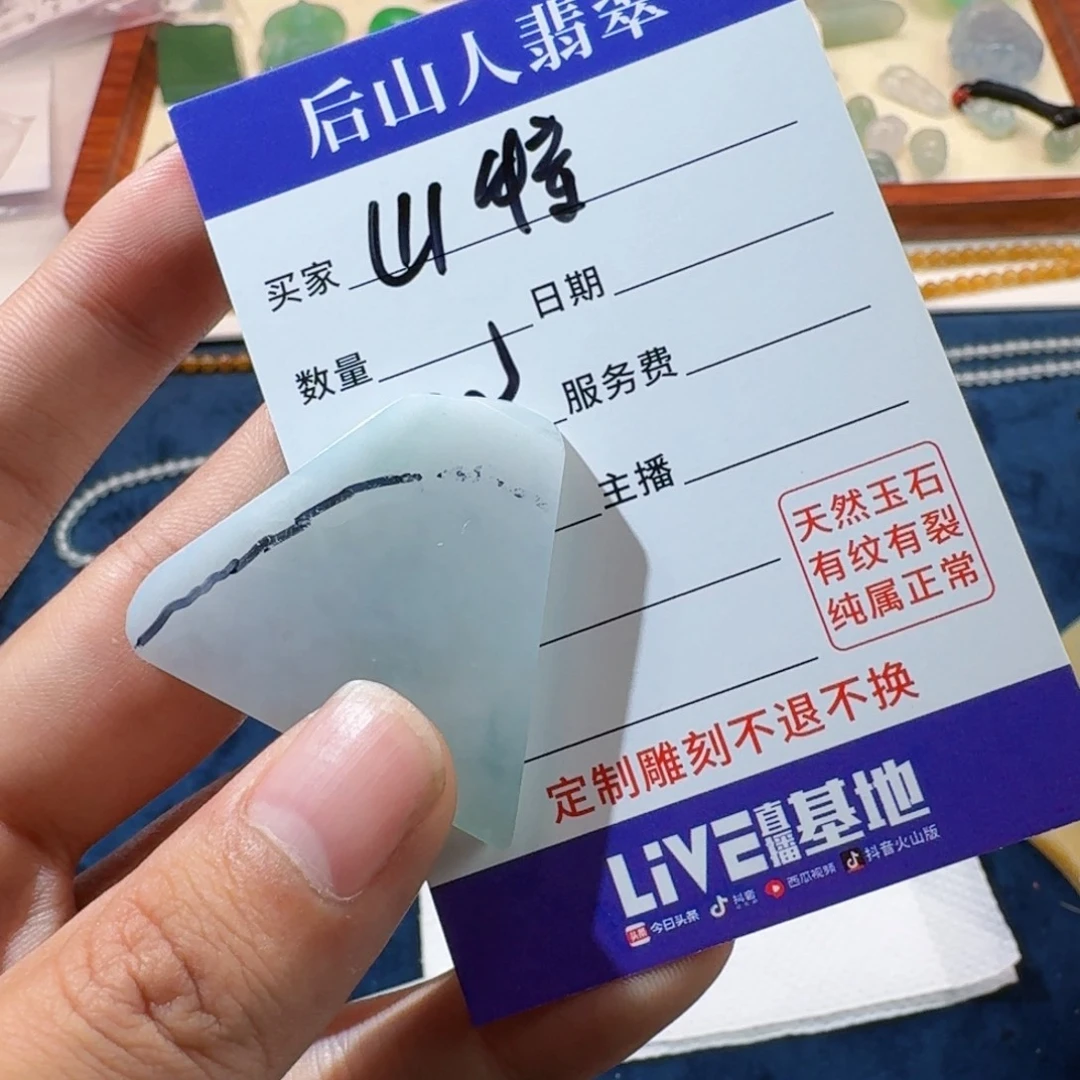 后山人翡翠
买家 山
日期
数量
服务费
主播
天然玉石
有纹有裂
纯属正常
定制雕刻不退不换
LiVE直播基地
头条 今日头条 抖音 西瓜视频 抖音火山版